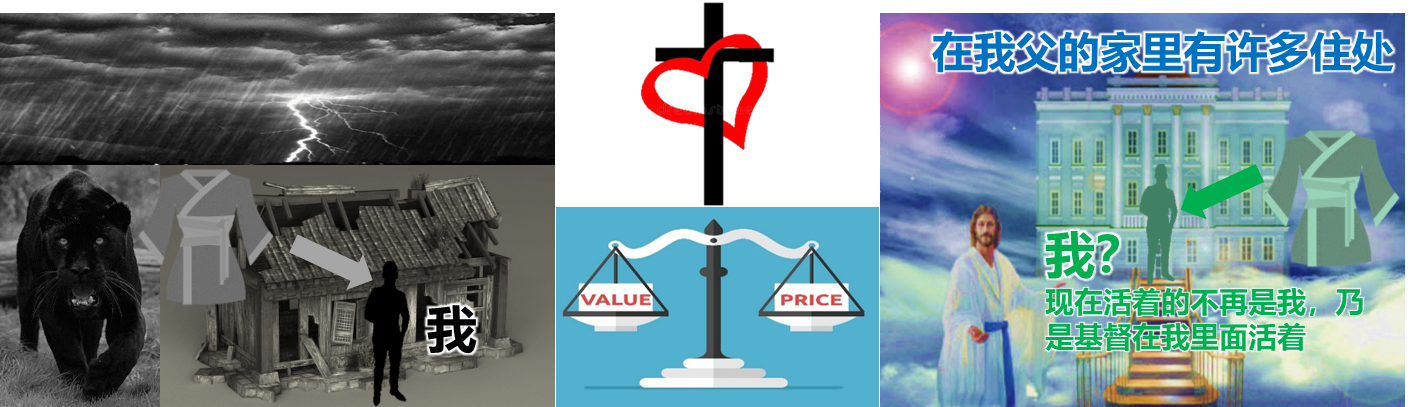 我
VALUE
PRICE
在我父的家里有许多住处
我?
现在活着的不再是我，乃
是基督在我里面活着